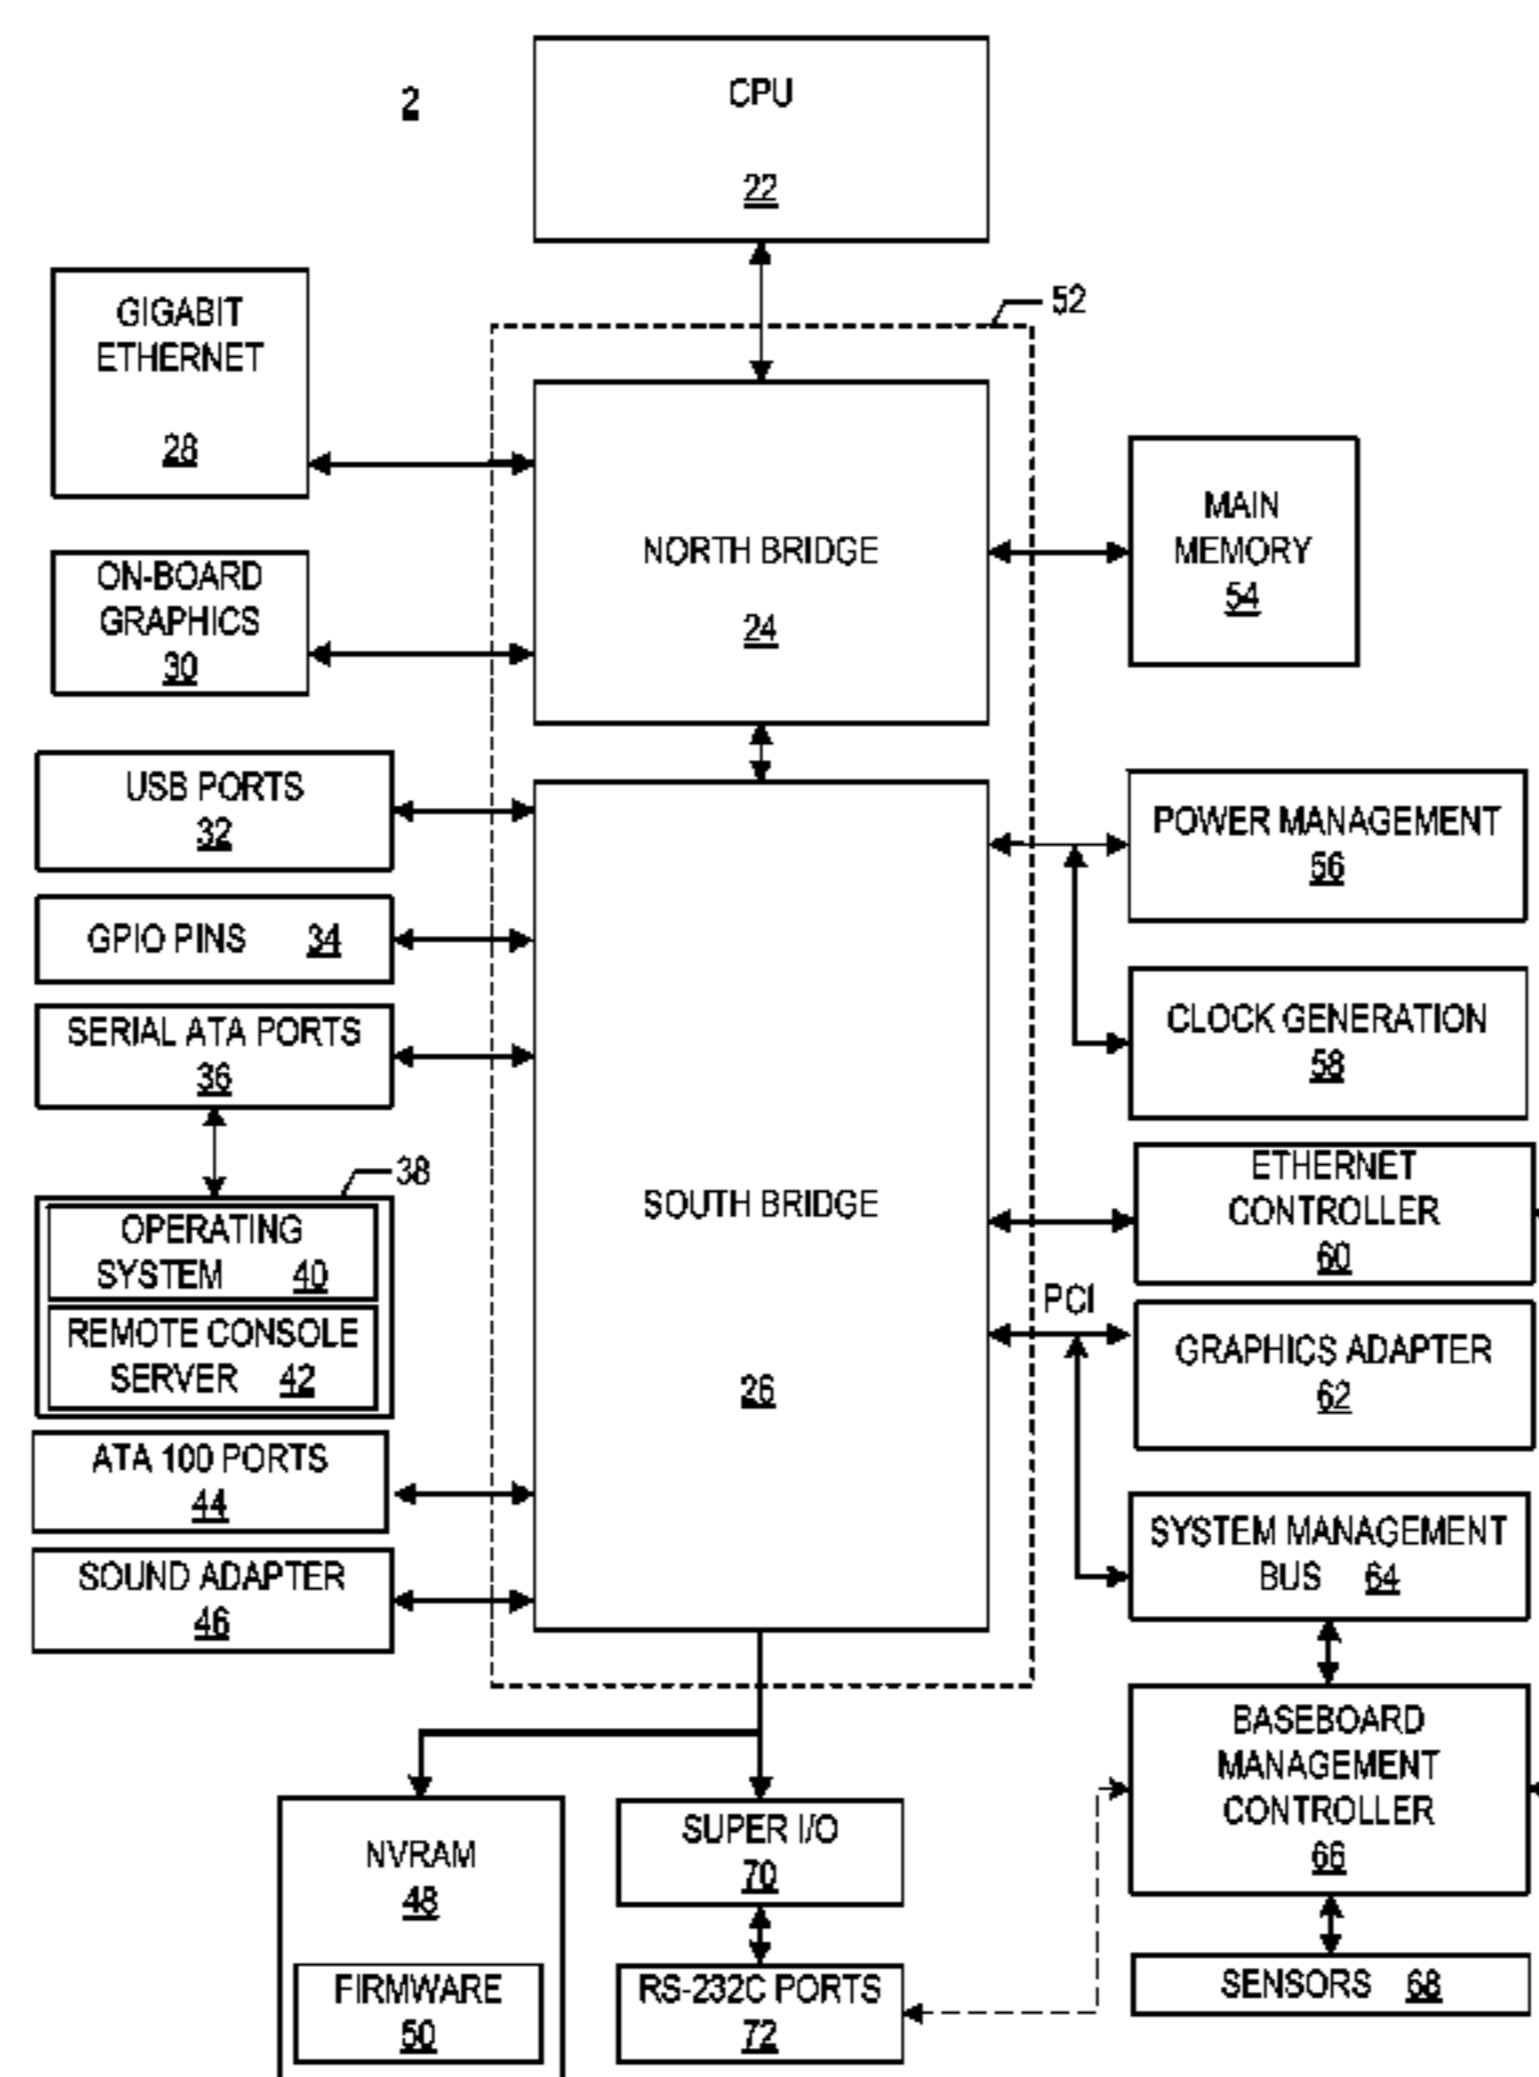 2
CPU
22
52
GIGABIT
ETHERNET
28
NORTH BRIDGE
24
MAIN
MEMORY
54
ON-BOARD
GRAPHICS
30
USB PORTS
32
GPIO PINS 34
SERIAL ATA PORTS
36
38
OPERATING
SYSTEM 40
REMOTE CONSOLE
SERVER 42
ATA 100 PORTS
44
SOUND ADAPTER
46
SOUTH BRIDGE
26
POWER MANAGEMENT
56
CLOCK GENERATION
58
ETHERNET
CONTROLLER
60
PCI
GRAPHICS ADAPTER
62
SYSTEM MANAGEMENT
BUS 64
BASEBOARD
MANAGEMENT
CONTROLLER
66
SENSORS 68
NVRAM
48
FIRMWARE
50
SUPER I/O
70
RS-232C PORTS
72